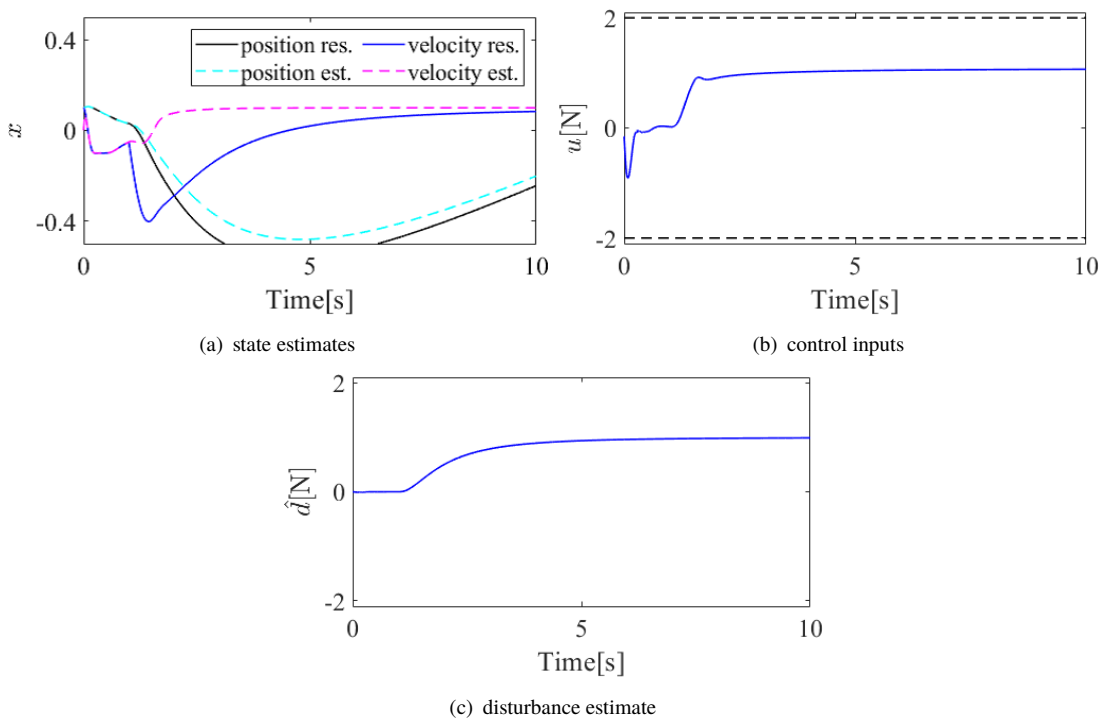 0.4
0
-0.4
x
position res.
velocity res.
position est.
velocity est.
0
5
10
Time[s]
(a) state estimates
2
0
-2
u[N]
0
5
10
Time[s]
(b) control inputs
2
0
-2
d̂[N]
0
5
10
Time[s]
(c) disturbance estimate